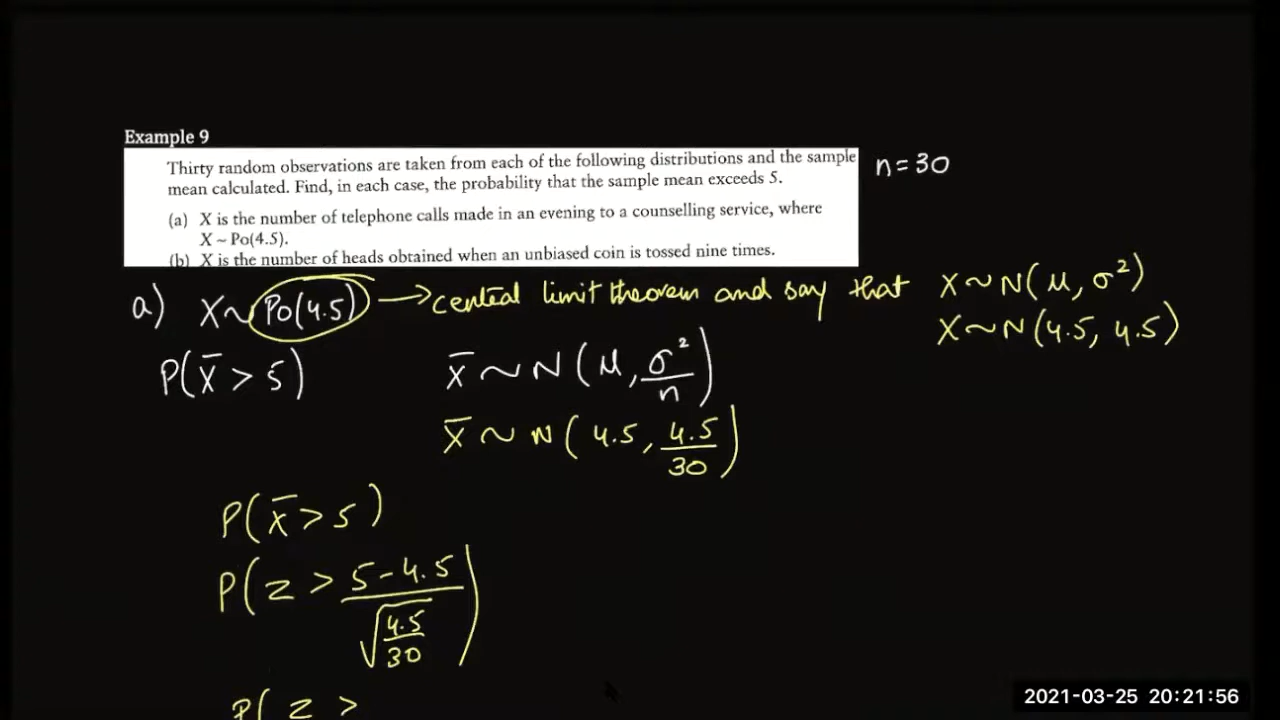 Example 9
Thirty random observations are taken from each of the following distributions and the sample
mean calculated. Find, in each case, the probability that the sample mean exceeds 5.
n=30
(a) X is the number of telephone calls made in an evening to a counselling service, where
X ~ Po(4.5).
(b) X is the number of heads obtained when an unbiased coin is tossed nine times.
a) X~Po(4.5) → central limit theorem and say that X~N(μ, σ²)
X~N(4.5, 4.5)
P(X̄ > 5) X̄ ~ N(μ, σ²/n)
X̄ ~ N(4.5, 4.5/30)
P(X̄ > 5)
P(Z > (5-4.5)/√(4.5/30))
P( Z >
2021-03-25 20:21:56